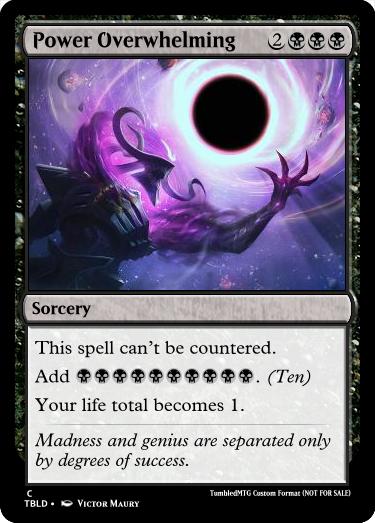 Power Overwhelming 2
Sorcery
This spell can't be countered.
Add . (Ten)
Your life total becomes 1.
Madness and genius are separated only
by degrees of success.
C
TBLD • VICTOR MAURY
TumbledMTG Custom Format (NOT FOR SALE)